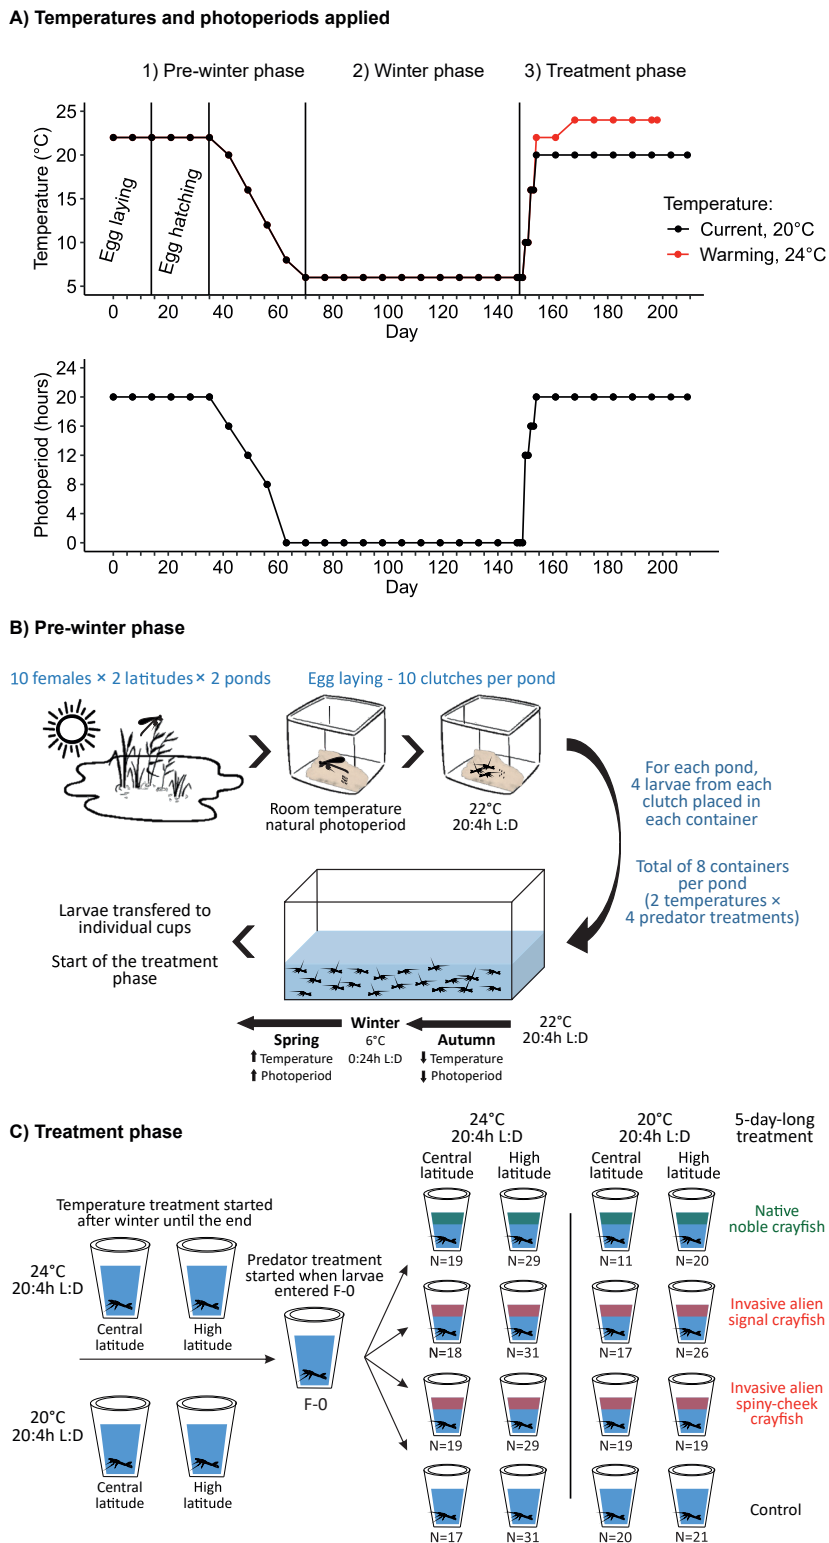 A) Temperatures and photoperiods applied
1) Pre-winter phase
2) Winter phase
3) Treatment phase
25
20
15
10
5
Temperature (°C)
Egg laying
Egg hatching
0
20
40
60
80
100
120
140
160
180
200
Day
Temperature:
Current, 20°C
Warming, 24°C
24
20
16
12
8
4
0
Photoperiod (hours)
0
20
40
60
80
100
120
140
160
180
200
Day
B) Pre-winter phase
10 females × 2 latitudes × 2 ponds
Egg laying - 10 clutches per pond
Room temperature
natural photoperiod
22°C
20:4h L:D
For each pond,
4 larvae from each
clutch placed in
each container
Total of 8 containers
per pond
(2 temperatures ×
4 predator treatments)
Larvae transfered to
individual cups
Start of the treatment
phase
22°C
20:4h L:D
Autumn
Temperature
Photoperiod
Winter
6°C
0:24h L:D
Spring
Temperature
Photoperiod
C) Treatment phase
Temperature treatment started
after winter until the end
24°C
20:4h L:D
Central
latitude
High
latitude
20°C
20:4h L:D
Central
latitude
High
latitude
Predator treatment
started when larvae
entered F-0
F-0
24°C
20:4h L:D
20°C
20:4h L:D
5-day-long
treatment
Central
latitude
High
latitude
Central
latitude
High
latitude
N=19
N=29
N=11
N=20
Native
noble crayfish
N=18
N=31
N=17
N=26
Invasive alien
signal crayfish
N=19
N=29
N=19
N=19
Invasive alien
spiny-cheek
crayfish
N=17
N=31
N=20
N=21
Control